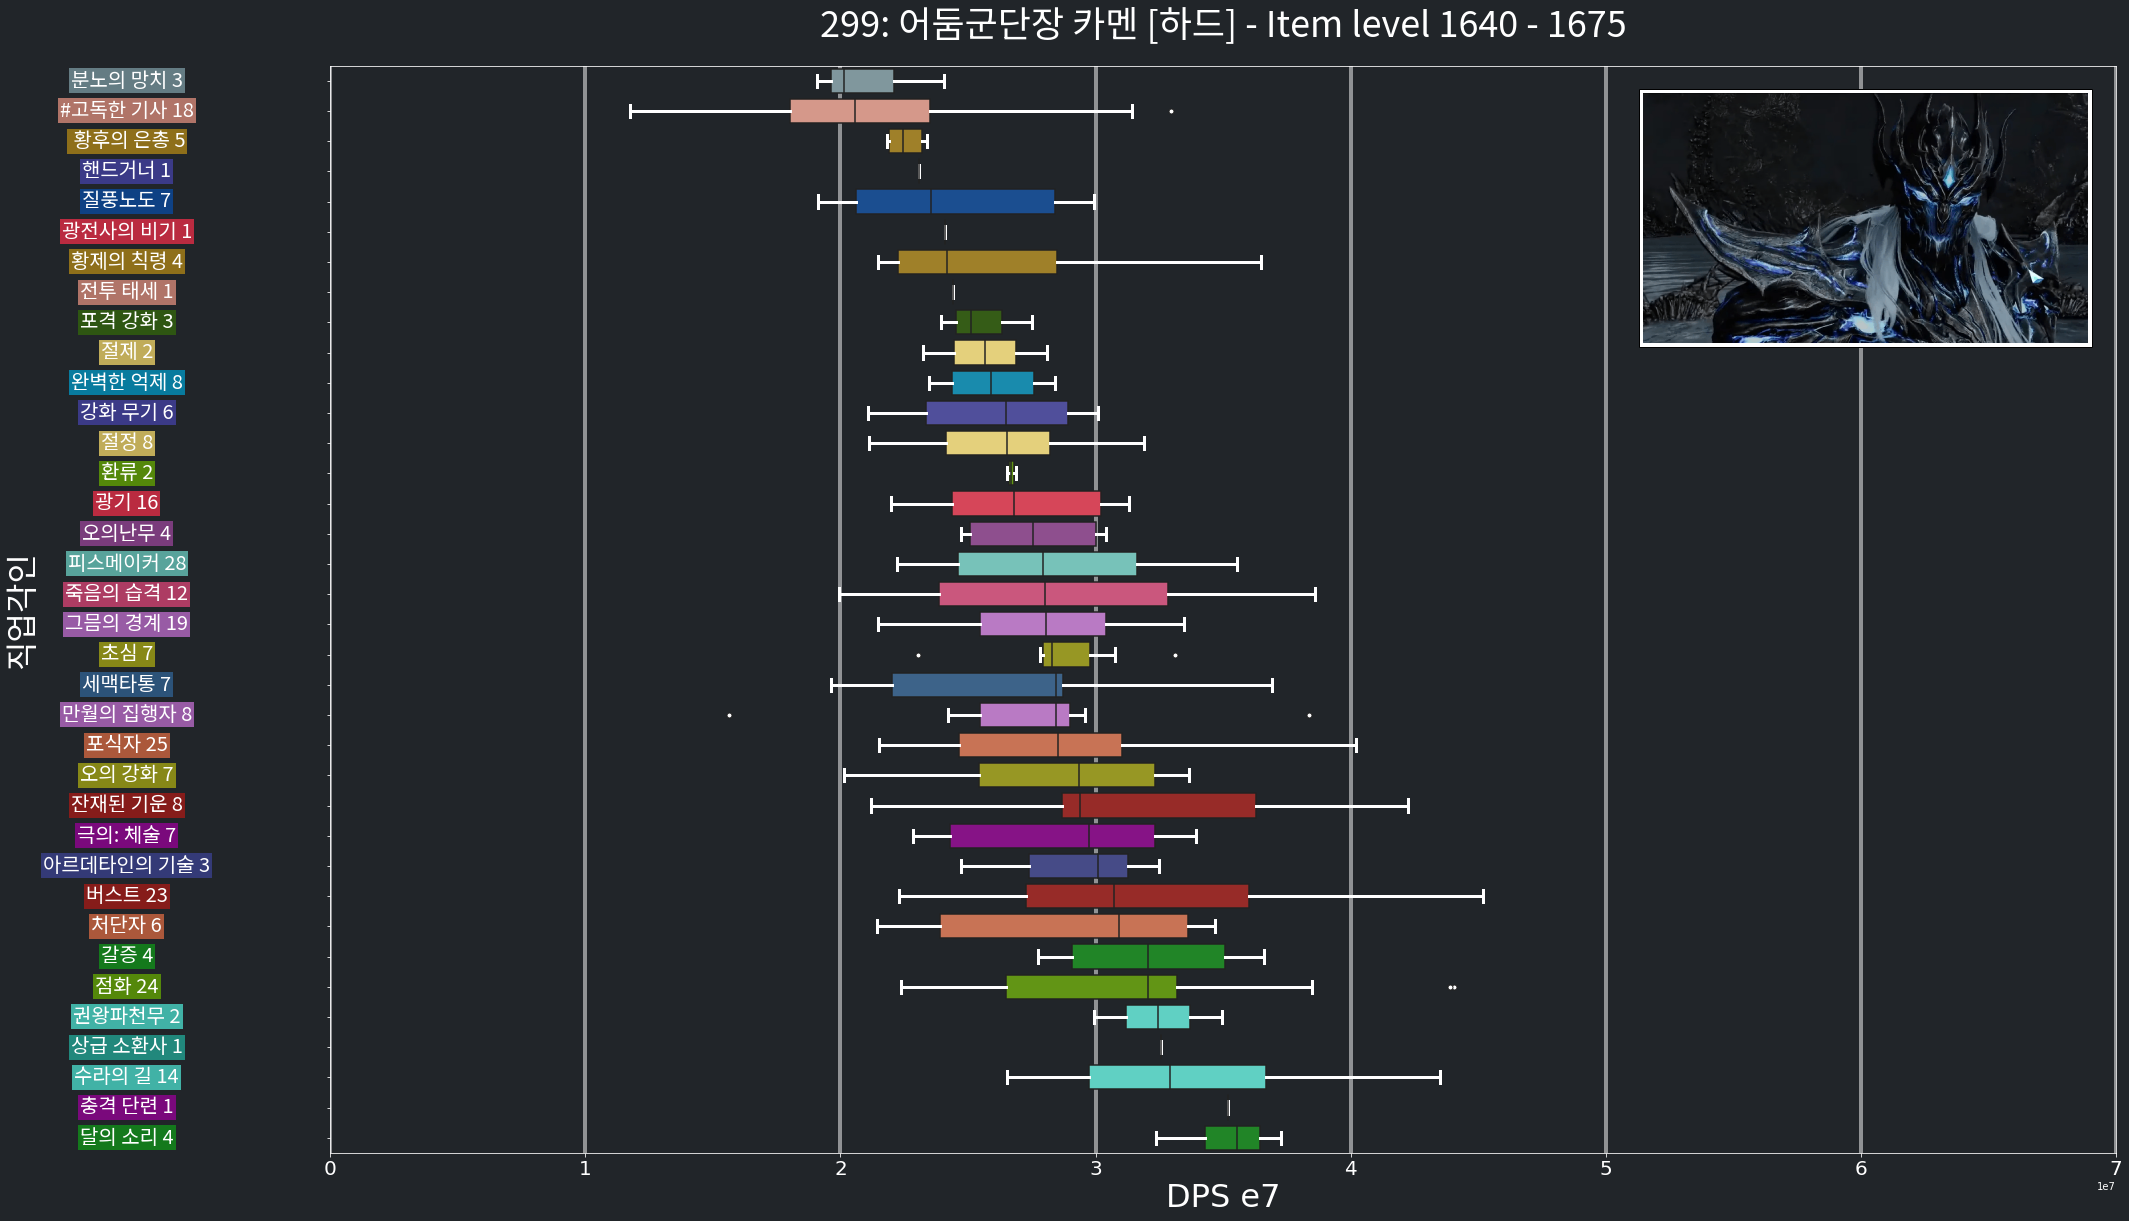 299: 어둠군단장 카멘 [하드] - Item level 1640 - 1675
직업각인
분노의 망치 3
#고독한 기사 18
황후의 은총 5
핸드거너 1
질풍노도 7
광전사의 비기 1
황제의 칙령 4
전투 태세 1
포격 강화 3
절제 2
완벽한 억제 8
강화 무기 6
절정 8
환류 2
광기 16
오의난무 4
피스메이커 28
죽음의 습격 12
그믐의 경계 19
초심 7
세맥타통 7
만월의 집행자 8
포식자 25
오의 강화 7
잔재된 기운 8
극의: 체술 7
아르데타인의 기술 3
버스트 23
처단자 6
갈증 4
점화 24
권왕파천무 2
상급 소환사 1
수라의 길 14
충격 단련 1
달의 소리 4
0 1 2 3 4 5 6 7
1e7
DPS e7